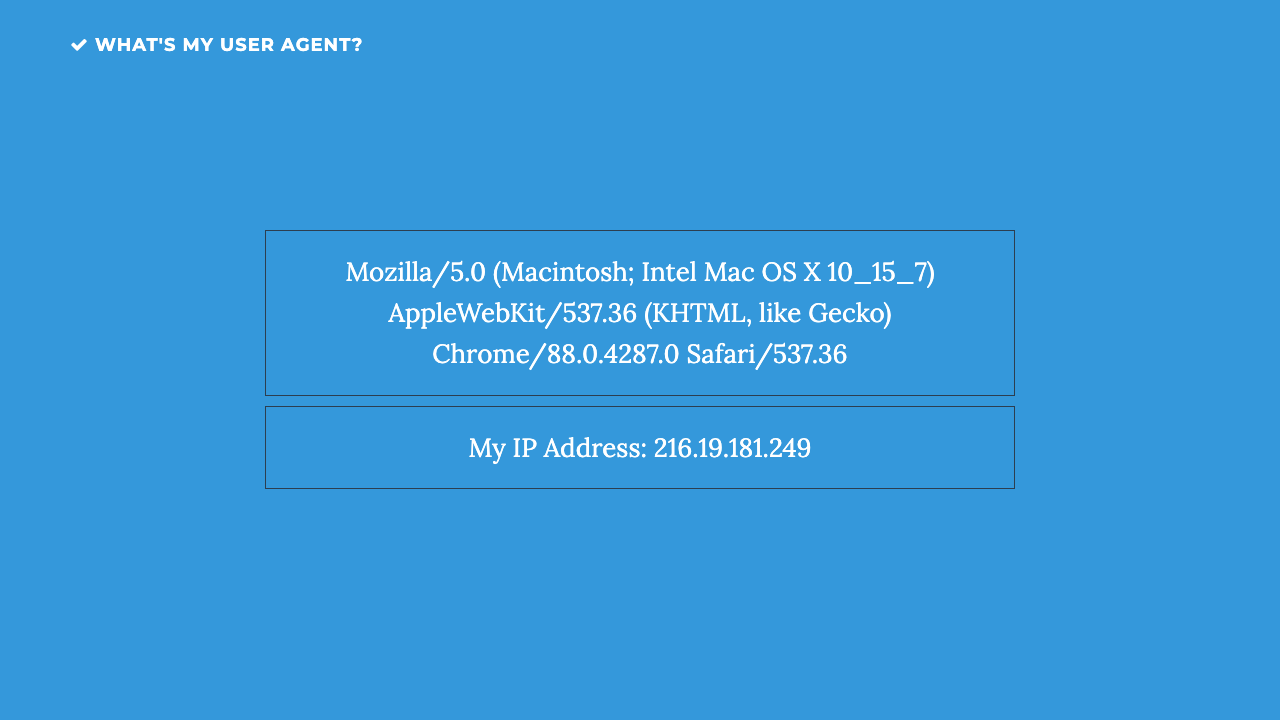 WHAT'S MY USER AGENT?
Mozilla/5.0 (Macintosh; Intel Mac OS X 10_15_7)
AppleWebKit/537.36 (KHTML, like Gecko)
Chrome/88.0.4287.0 Safari/537.36
My IP Address: 216.19.181.249